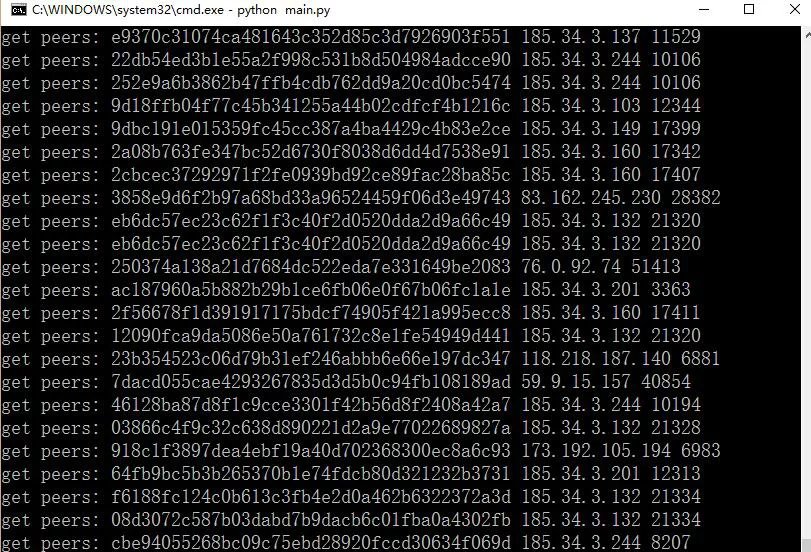 C:\WINDOWS\system32\cmd.exe - python  main.py
get peers: e9370c31074ca481643c352d85c3d7926903f551 185.34.3.137 11529
get peers: 22db54ed3b1e55a2f998c531b8d504984adcce90 185.34.3.244 10106
get peers: 252e9a6b3862b47ffb4cdb762dd9a20cd0bc5474 185.34.3.244 10106
get peers: 9d18ffb04f77c45b341255a44b02cdfcf4b1216c 185.34.3.103 12344
get peers: 9dbc191e015359fc45cc387a4ba4429c4b83e2ce 185.34.3.149 17399
get peers: 2a08b763fe347bc52d6730f8038d6dd4d7538e91 185.34.3.160 17342
get peers: 2cbcec37292971f2fe0939bd92ce89fac28ba85c 185.34.3.160 17407
get peers: 3858e9d6f2b97a68bd33a96524459f06d3e49743 83.162.245.230 28382
get peers: eb6dc57ec23c62f1f3c40f2d0520dda2d9a66c49 185.34.3.132 21320
get peers: eb6dc57ec23c62f1f3c40f2d0520dda2d9a66c49 185.34.3.132 21320
get peers: 250374a138a21d7684dc522eda7e331649be2083 76.0.92.74 51413
get peers: ac187960a5b882b29b1ce6fb06e0f67b06fc1a1e 185.34.3.201 3363
get peers: 2f56678f1d391917175bdcf74905f421a995ecc8 185.34.3.160 17411
get peers: 12090fca9da5086e50a761732c8e1fe54949d441 185.34.3.132 21320
get peers: 23b354523c06d79b31ef246abbb6e66e197dc347 118.218.187.140 6881
get peers: 7dacd055cae4293267835d3d5b0c94fb108189ad 59.9.15.157 40854
get peers: 46128ba87d8f1c9cce3301f42b56d8f2408a42a7 185.34.3.244 10194
get peers: 03866c4f9c32c638d890221d2a9e77022689827a 185.34.3.132 21328
get peers: 918c1f3897dea4ebf19a40d702368300ec8a6c93 173.192.105.194 6983
get peers: 64fb9bc5b3b265370b1e74fdcb80d321232b3731 185.34.3.201 12313
get peers: f6188fc124c0b613c3fb4e2d0a462b6322372a3d 185.34.3.132 21334
get peers: 08d3072c587b03dabd7b9dacb6c01fba0a4302fb 185.34.3.132 21334
get peers: cbe94055268bc09c75ebd28920fccd30634f069d 185.34.3.244 8207